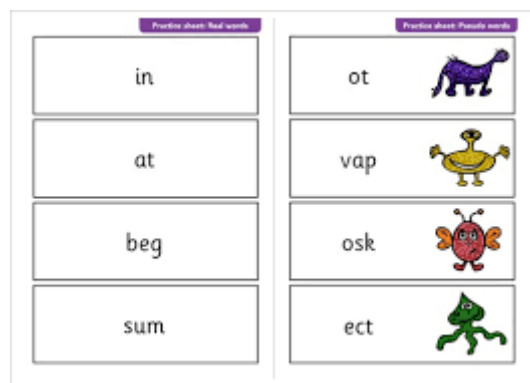 Practice sheet: Real words
in
at
beg
sum
Practice sheet: Pseudo words
ot
vap
osk
ect